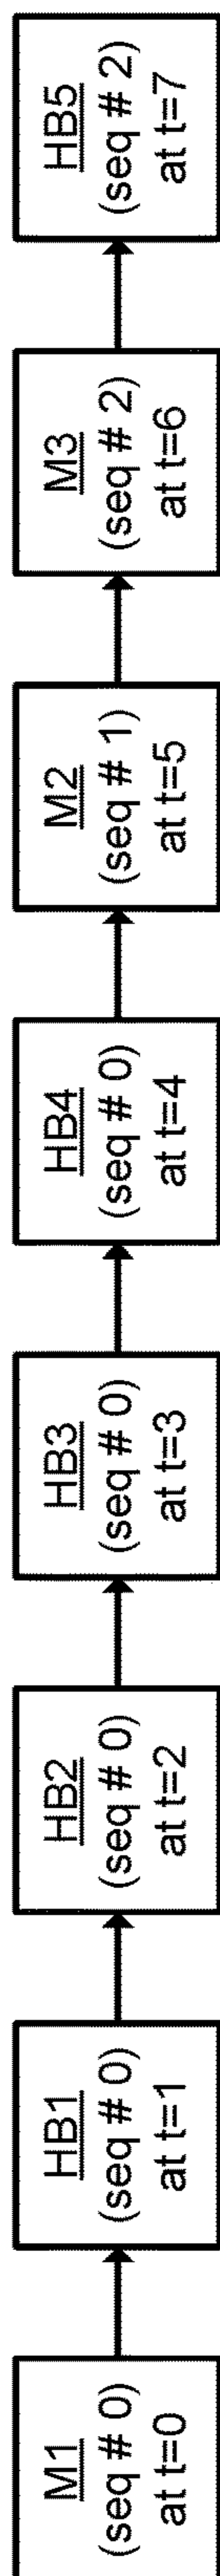 M1
(seq # 0)
at t=0
HB1
(seq # 0)
at t=1
HB2
(seq # 0)
at t=2
HB3
(seq # 0)
at t=3
HB4
(seq # 0)
at t=4
M2
(seq # 1)
at t=5
M3
(seq # 2)
at t=6
HB5
(seq # 2)
at t=7